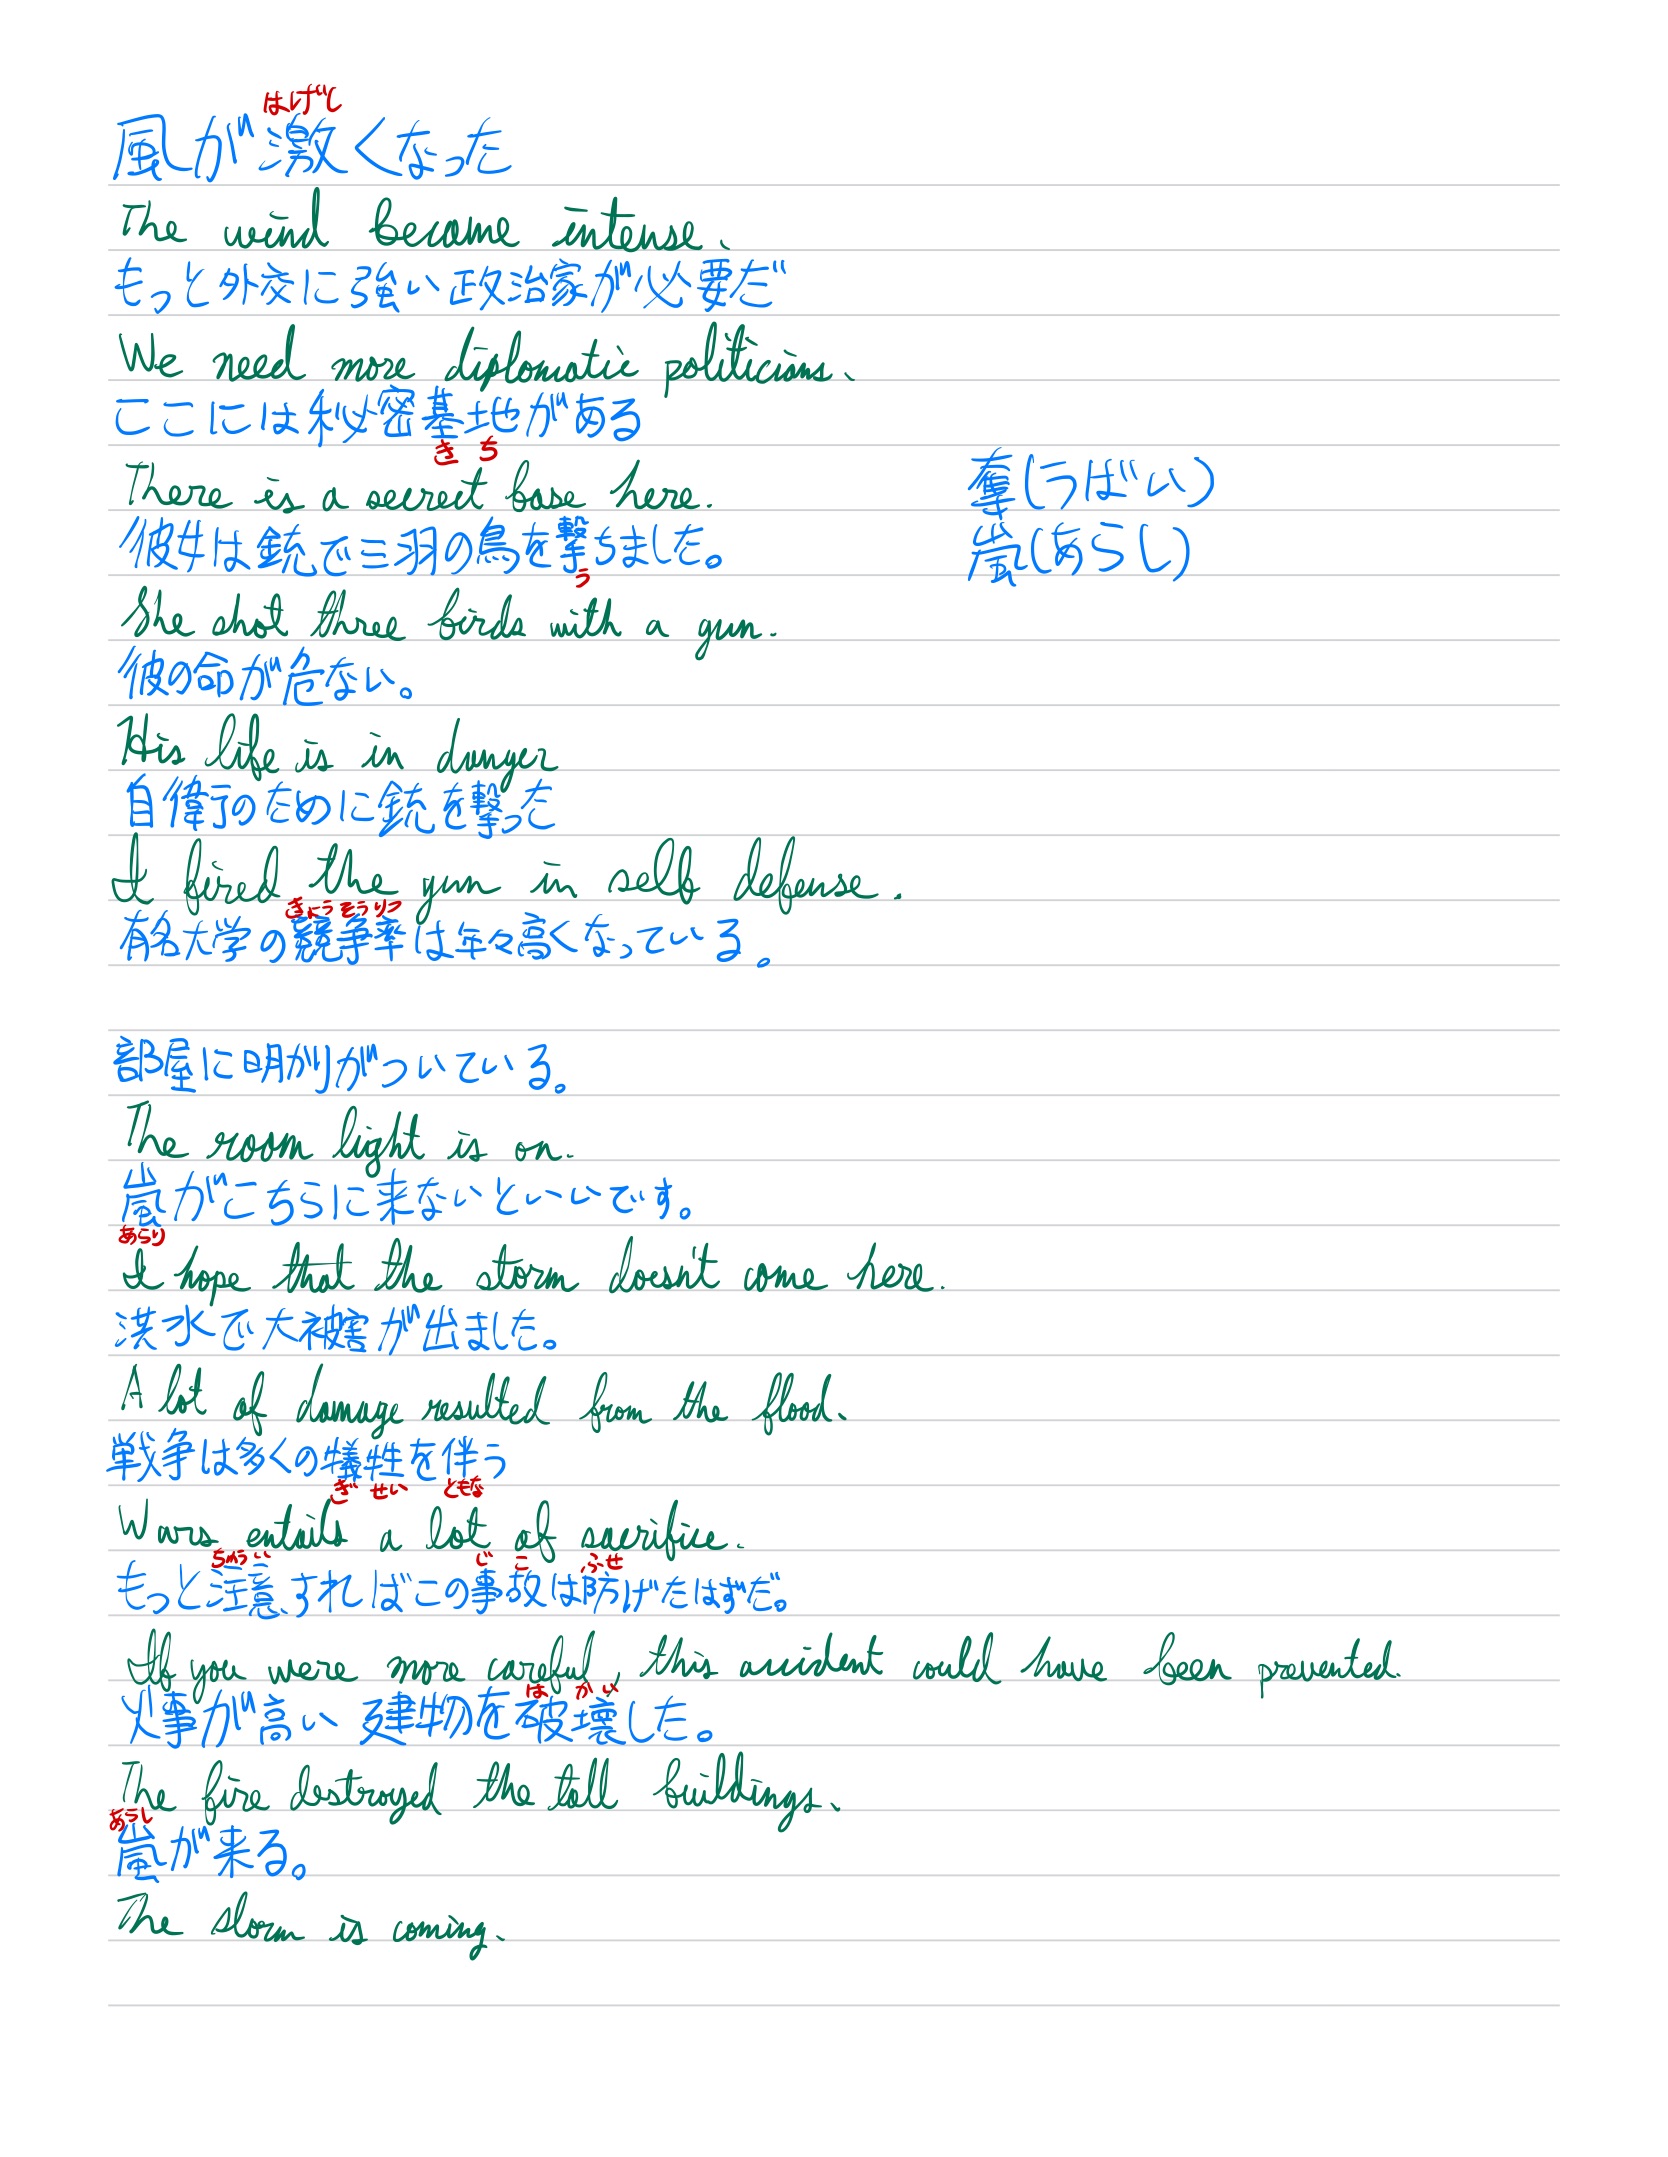 はげし
風が激くなった
The wind became intense.
もっと外交に強い政治家が必要だ
We need more diplomatic politicians.
ここには秘密基地がある
きち
There is a secret base here.
奪(うばい)
彼女は銃で三羽の鳥を撃ちました。
嵐(あらし)
う
She shot three birds with a gun.
彼の命が危ない。
His life is in danger
自衛のために銃を撃った
I fired the gun in self defense.
きょうそうりつ
有名大学の競争率は年々高くなっている。
部屋に明かりがついている。
The room light is on.
嵐がこちらに来ないといいです。
あらり
I hope that the storm doesn't come here.
洪水で大被害が出ました。
A lot of damage resulted from the flood.
戦争は多くの犠牲を伴う
ぎせい ともな
Wars entails a lot of sacrifice.
ちゅうい じこ ふせ
もっと注意すればこの事故は防げたはずだ。
If you were more careful, this accident could have been prevented.
はかい
火事が高い建物を破壊した。
The fire destroyed the tall buildings.
あらし
嵐が来る。
The storm is coming.